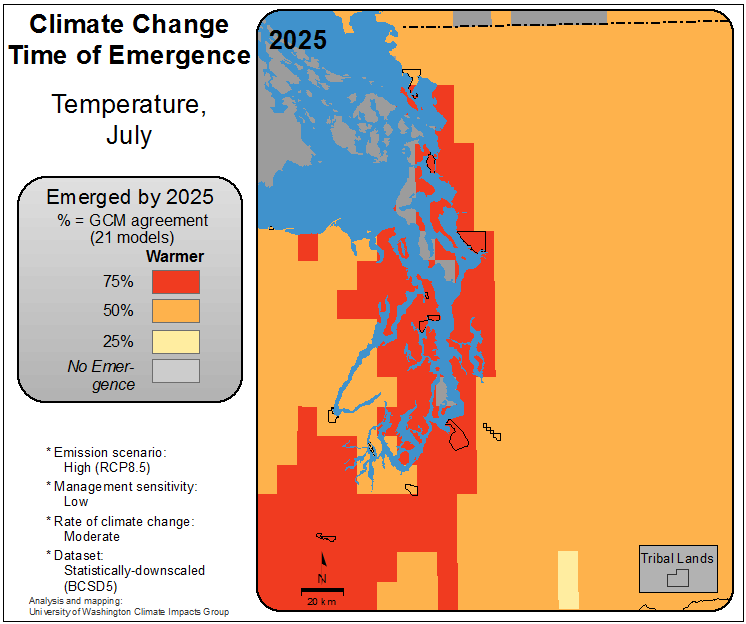 Climate Change
Time of Emergence
Temperature,
July
Emerged by 2025
% = GCM agreement
(21 models)
Warmer
75%
50%
25%
No Emer-
gence
* Emission scenario:
High (RCP8.5)
* Management sensitivity:
Low
* Rate of climate change:
Moderate
* Dataset:
Statistically-downscaled
(BCSD5)
Analysis and mapping:
University of Washington Climate Impacts Group
2025
N
20 km
Tribal Lands